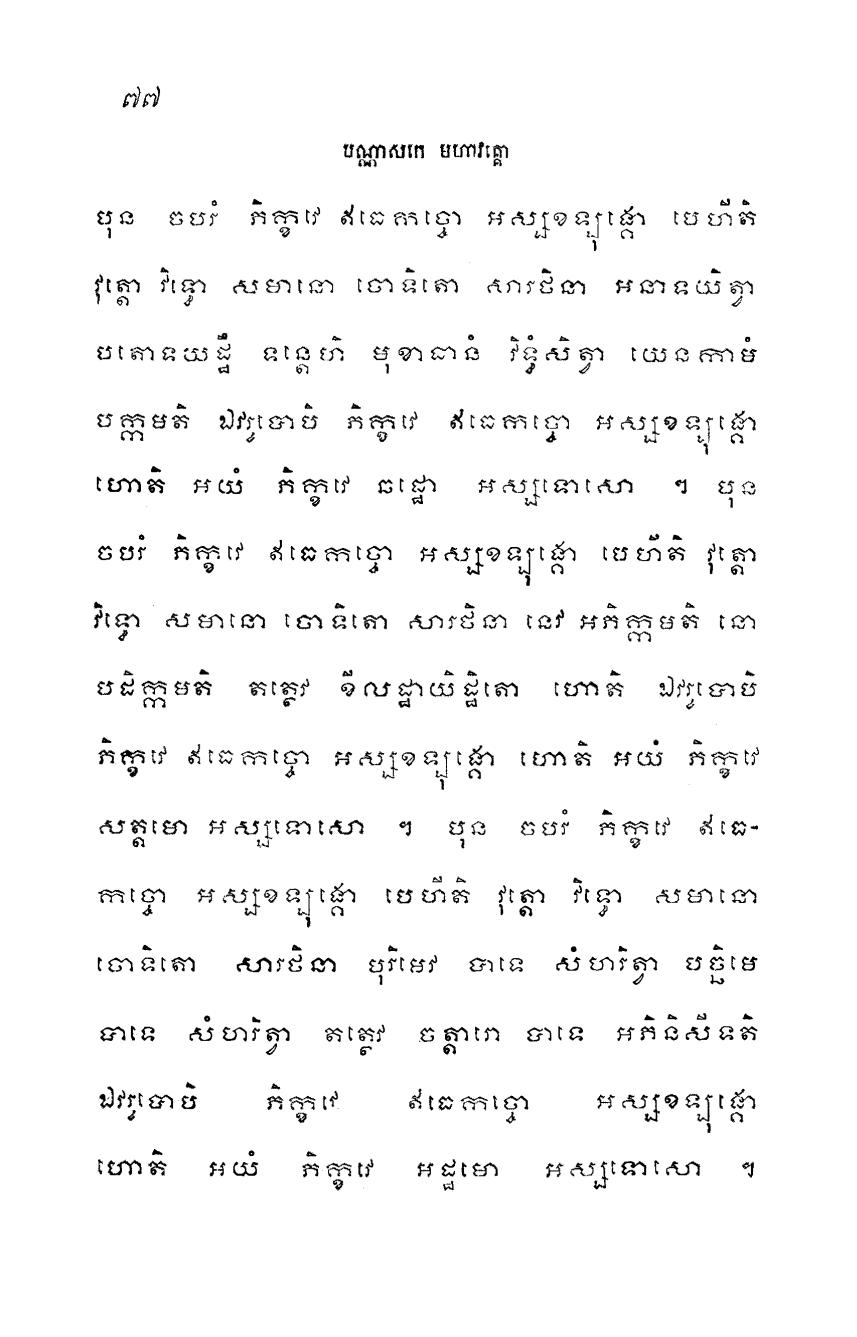 ៧៧
បណ្ណាសកេ មហាវគ្គោ
បុន ចបរំ ភិក្ខវេ ឥធេកច្ចោ អស្សខឡុង្កោ បេហីតិ
វុត្តោ វិទ្ធោ សមានោ ចោទិតោ សារថិនា អនាទយិត្វា
បតោទយដ្ឋឹ ទន្តេហិ មុខាធានំ វិទ្ធំសិត្វា យេនកាមំ
បក្កមតិ ឯវរូបោបិ ភិក្ខវេ ឥធេកច្ចោ អស្សខឡុង្កោ
ហោតិ អយំ ភិក្ខវេ ឆដ្ឋោ អស្សទោសោ ។ បុន
ចបរំ ភិក្ខវេ ឥធេកច្ចោ អស្សខឡុង្កោ បេហីតិ វុត្តោ
វិទ្ធោ សមានោ ចោទិតោ សារថិនា នេវ អភិក្កមតិ នោ
បដិក្កមតិ តត្ថេវ ខីលដ្ឋាយិដ្ឋិតោ ហោតិ ឯវរូបោបិ
ភិក្ខវេ ឥធេកច្ចោ អស្សខឡុង្កោ ហោតិ អយំ ភិក្ខវេ
សត្តមោ អស្សទោសោ ។ បុន ចបរំ ភិក្ខវេ ឥធេ-
កច្ចោ អស្សខឡុង្កោ បេហីតិ វុត្តោ វិទ្ធោ សមានោ
ចោទិតោ សារថិនា បុរិមេវ បាទេ សំហរិត្វា បច្ឆិមេ
បាទេ សំហរិត្វា តត្ថេវ ចត្តារោ បាទេ អភិនិសីទតិ
ឯវរូបោបិ ភិក្ខវេ ឥធេកច្ចោ អស្សខឡុង្កោ
ហោតិ អយំ ភិក្ខវេ អដ្ឋមោ អស្សទោសោ ។